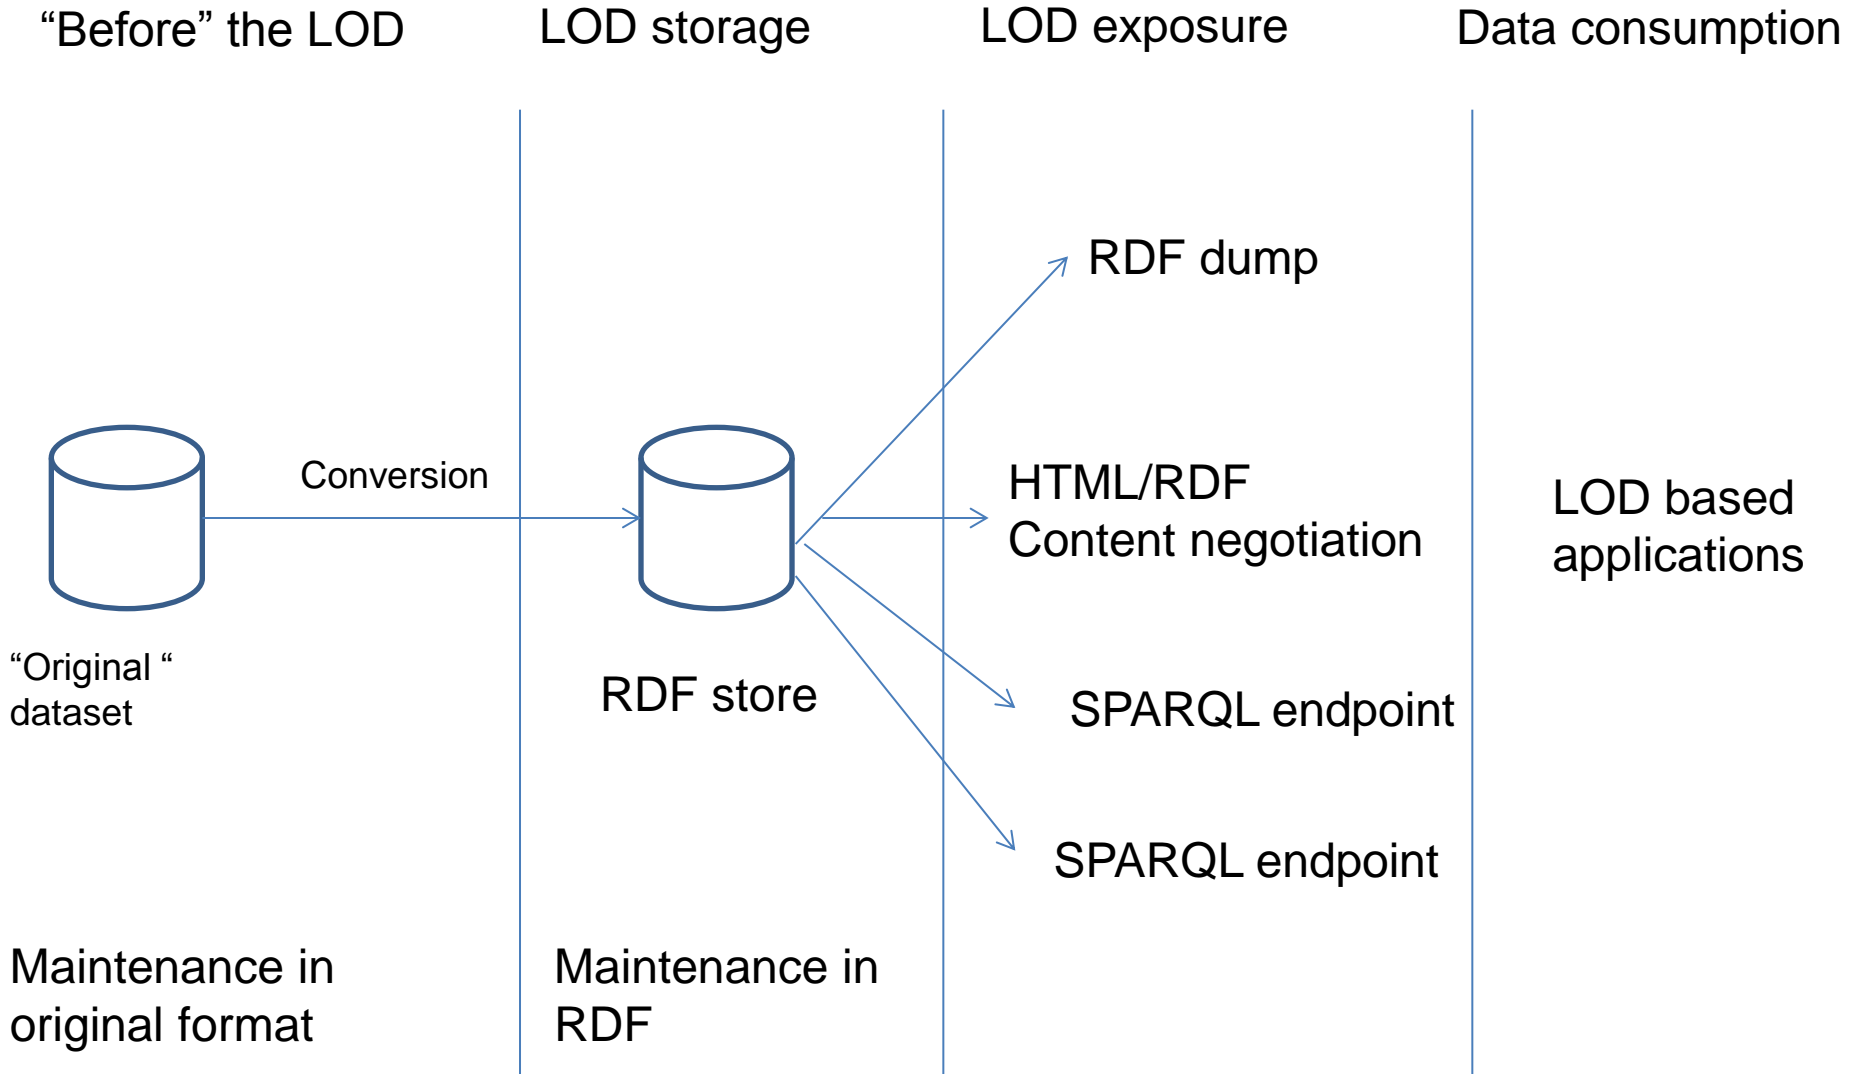 “Before” the LOD
LOD storage
LOD exposure
Data consumption
RDF dump
Conversion
HTML/RDF
Content negotiation
LOD based
applications
“Original “
dataset
RDF store
SPARQL endpoint
SPARQL endpoint
Maintenance in
original format
Maintenance in
RDF